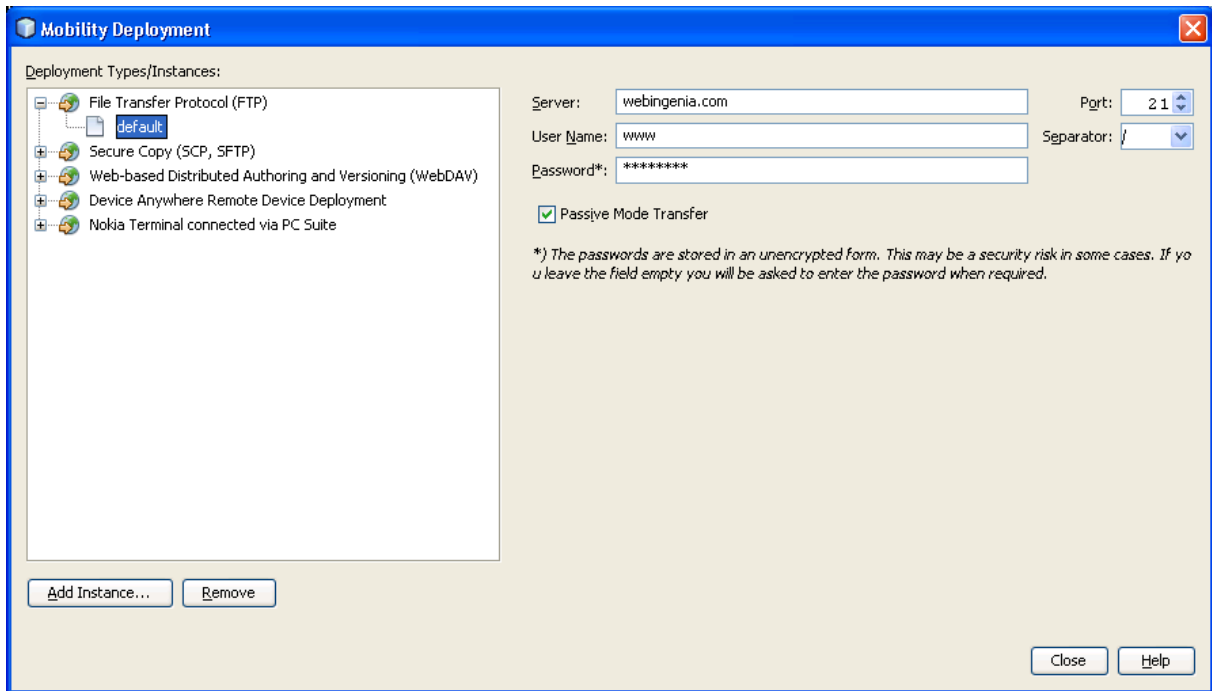 Mobility Deployment
Deployment Types/Instances:
File Transfer Protocol (FTP)
default
Secure Copy (SCP, SFTP)
Web-based Distributed Authoring and Versioning (WebDAV)
Device Anywhere Remote Device Deployment
Nokia Terminal connected via PC Suite
Server: webingenia.com Port: 21
User Name: www Separator: /
Password*: ********
Passive Mode Transfer
*) The passwords are stored in an unencrypted form. This may be a security risk in some cases. If yo
u leave the field empty you will be asked to enter the password when required.
Add Instance... Remove
Close Help